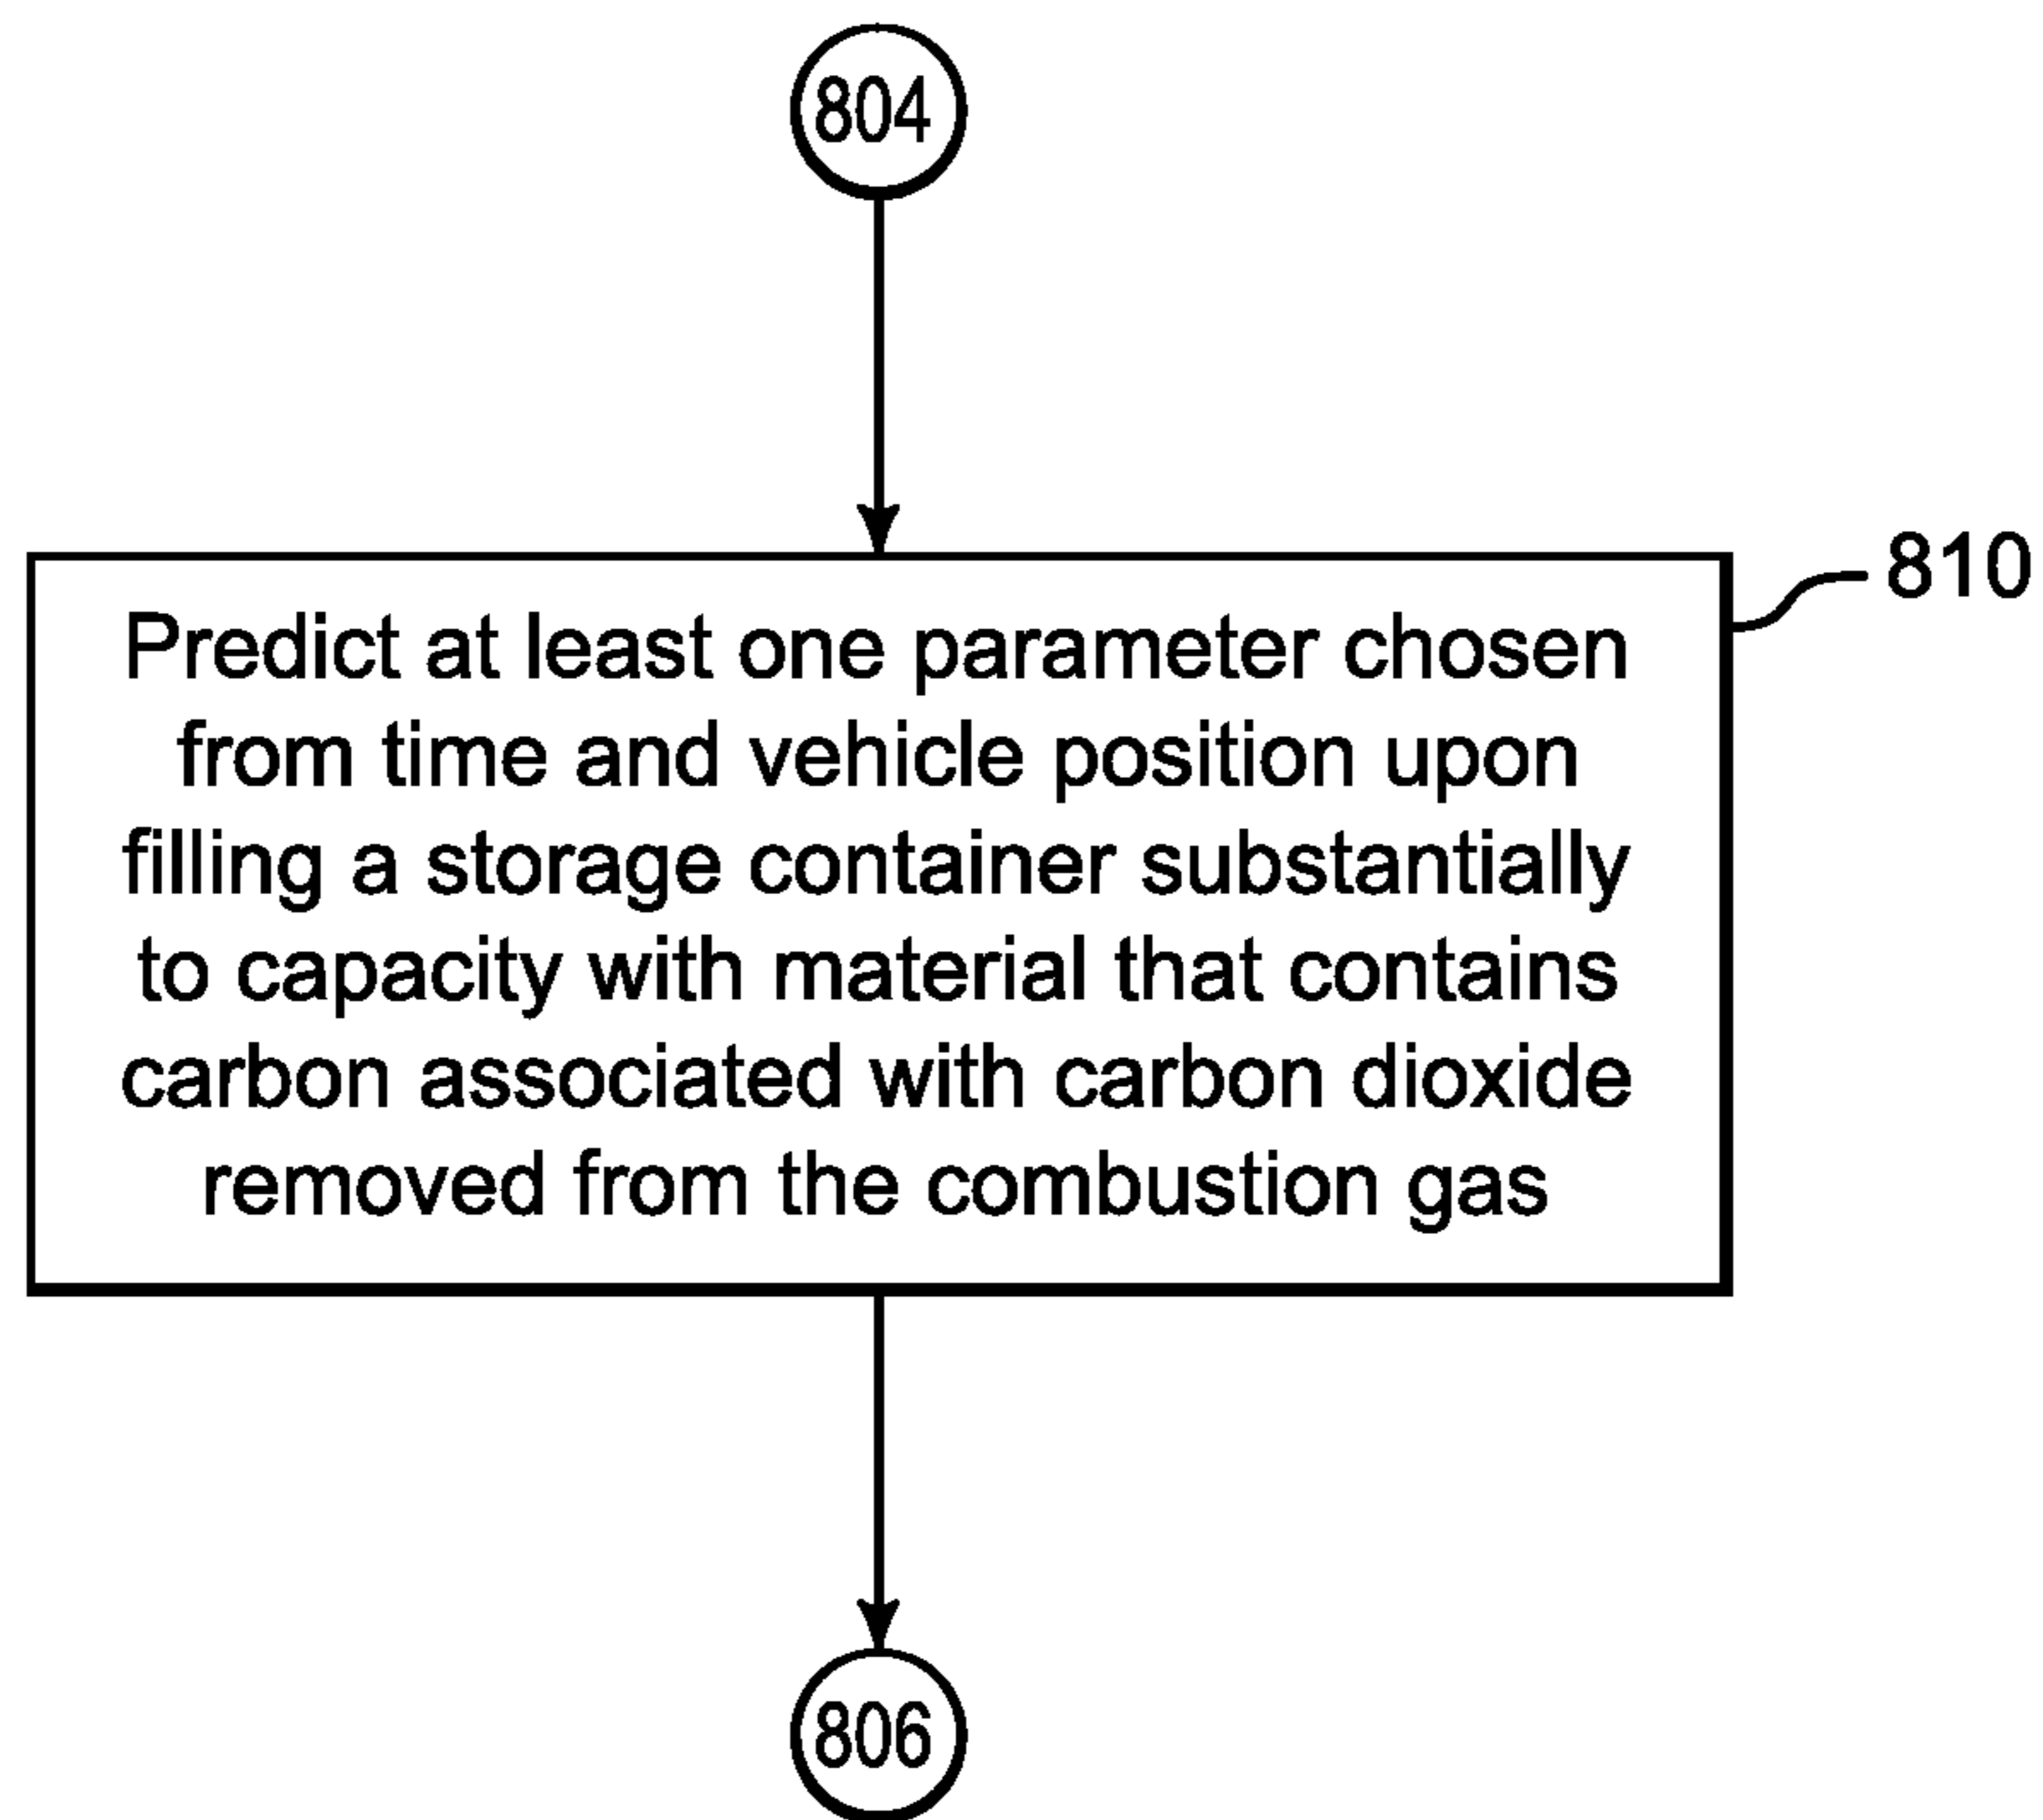 804
810
Predict at least one parameter chosen
from time and vehicle position upon
filling a storage container substantially
to capacity with material that contains
carbon associated with carbon dioxide
removed from the combustion gas
806